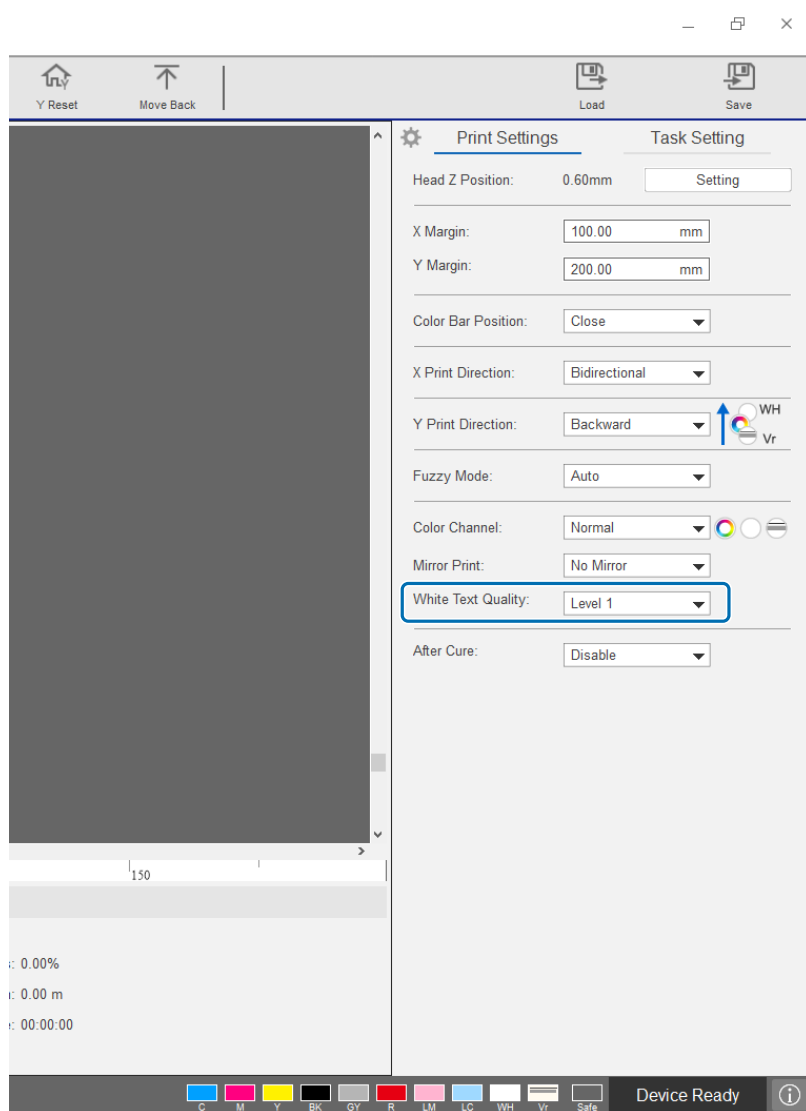 Y Reset Move Back Load Save
Print Settings Task Setting
Head Z Position: 0.60mm Setting
X Margin: 100.00 mm
Y Margin: 200.00 mm
Color Bar Position: Close
X Print Direction: Bidirectional
Y Print Direction: Backward WH
Vr
Fuzzy Mode: Auto
Color Channel: Normal
Mirror Print: No Mirror
White Text Quality: Level 1
After Cure: Disable
150
: 0.00%
: 0.00 m
: 00:00:00
C M Y BK GY R LM LC WH Vr Safe Device Ready